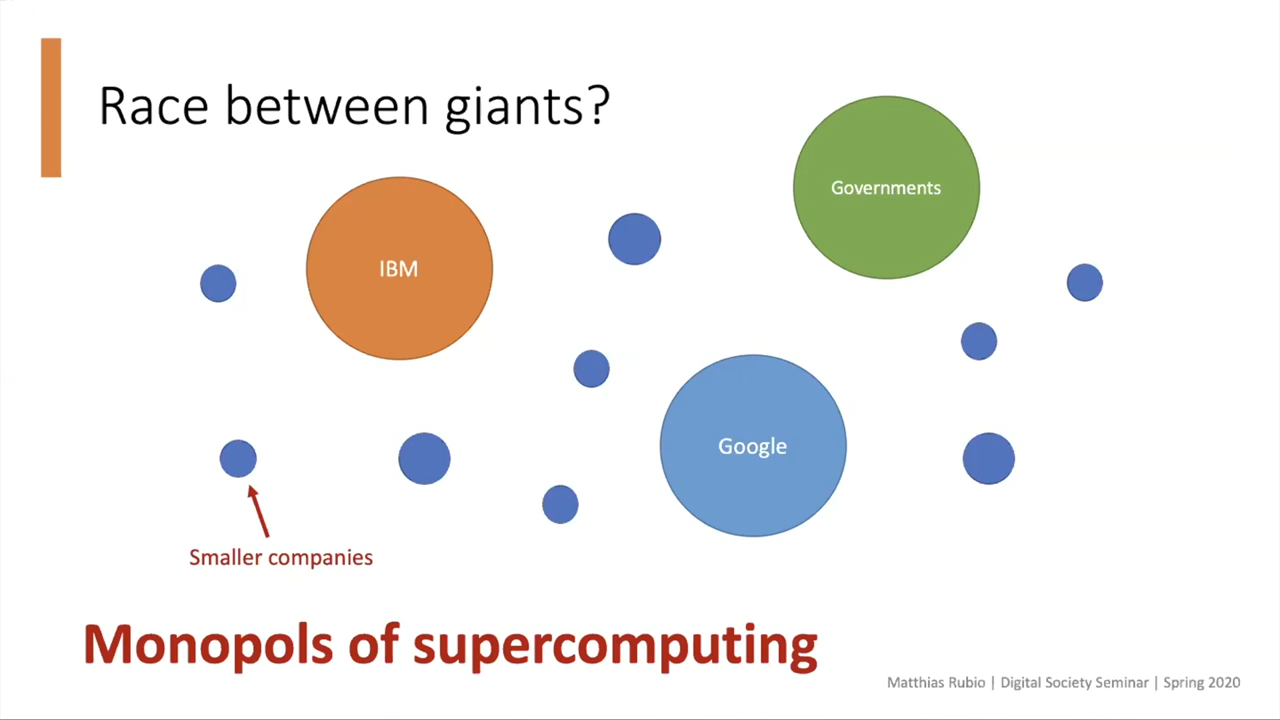 Race between giants?
Governments
IBM
Google
Smaller companies
Monopols of supercomputing
Matthias Rubio | Digital Society Seminar | Spring 2020